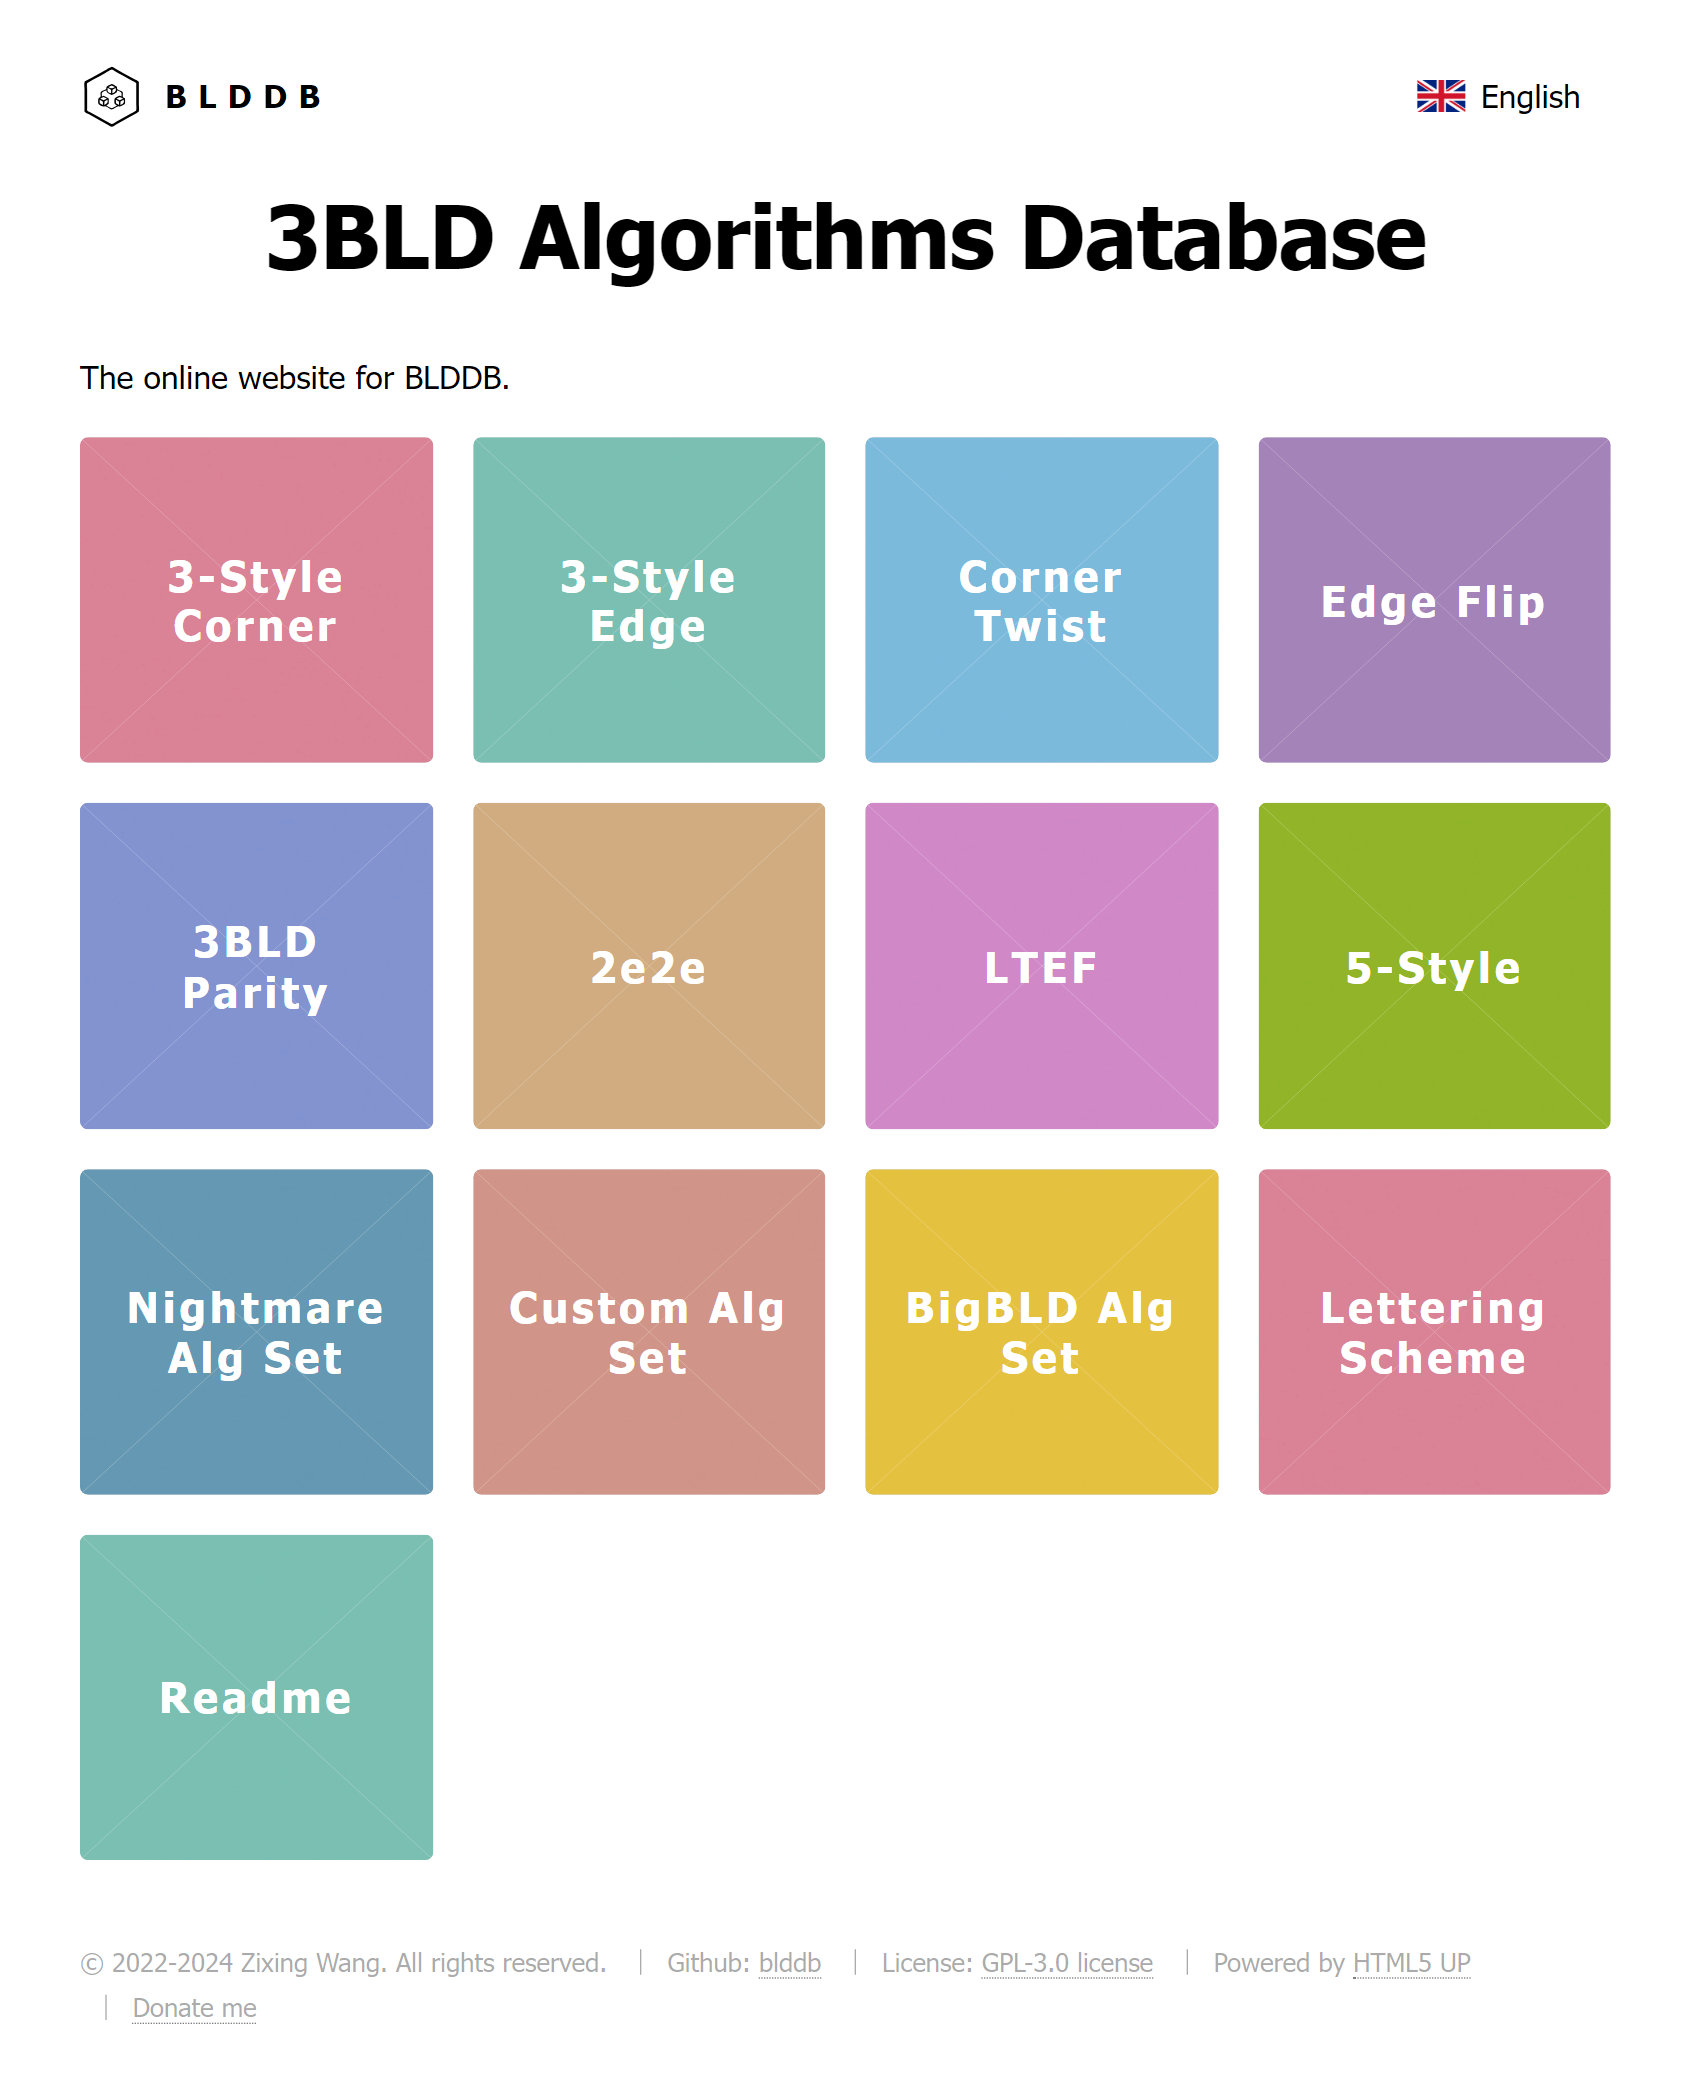 BLDDB
English
3BLD Algorithms Database
The online website for BLDDB.
3-Style
Corner
3-Style
Edge
Corner
Twist
Edge Flip
3BLD
Parity
2e2e
LTEF
5-Style
Nightmare
Alg Set
Custom Alg
Set
BigBLD Alg
Set
Lettering
Scheme
Readme
© 2022-2024 Zixing Wang. All rights reserved.
Github: blddb
License: GPL-3.0 license
Powered by HTML5 UP
Donate me